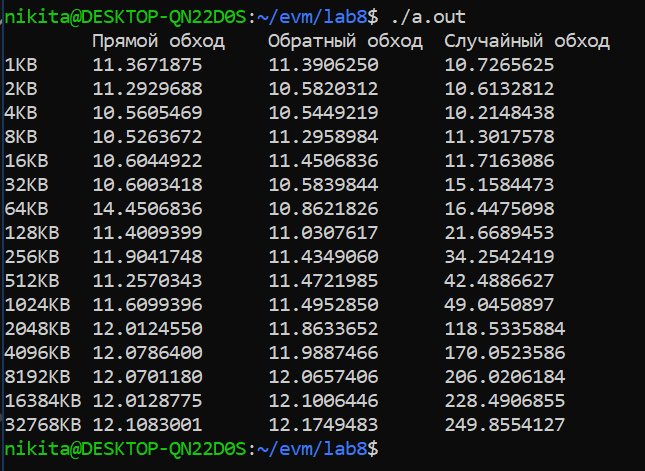 nikita@DESKTOP-QN22D0S:~/evm/lab8$ ./a.out
Прямой обход Обратный обход Случайный обход
1KB 11.3671875 11.3906250 10.7265625
2KB 11.2929688 10.5820312 10.6132812
4KB 10.5605469 10.5449219 10.2148438
8KB 10.5263672 11.2958984 11.3017578
16KB 10.6044922 11.4506836 11.7163086
32KB 10.6003418 10.5839844 15.1584473
64KB 14.4506836 10.8621826 16.4475098
128KB 11.4009399 11.0307617 21.6689453
256KB 11.9041748 11.4349060 34.2542419
512KB 11.2570343 11.4721985 42.4886627
1024KB 11.6099396 11.4952850 49.0450897
2048KB 12.0124550 11.8633652 118.5335884
4096KB 12.0786400 11.9887466 170.0523586
8192KB 12.0701180 12.0657406 206.0206184
16384KB 12.0128775 12.1006446 228.4906855
32768KB 12.1083001 12.1749483 249.8554127
nikita@DESKTOP-QN22D0S:~/evm/lab8$